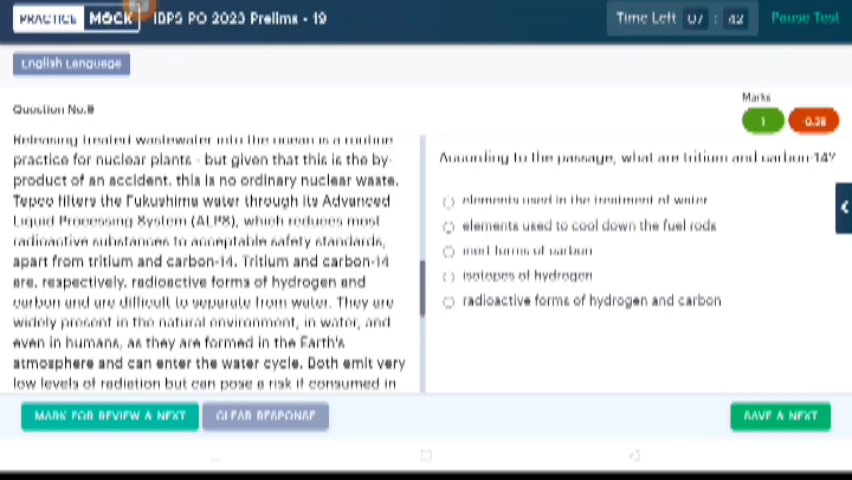 PRACTICE MOCK IBPS PO 2023 Prelims - 19 Time Left 07 : 42 Pause Test
English Language
Question No.9
Marks
1 -0.25
Releasing treated wastewater into the ocean is a routine
practice for nuclear plants - but given that this is the by-
product of an accident, this is no ordinary nuclear waste.
Tepco filters the Fukushima water through its Advanced
Liquid Processing System (ALPS), which reduces most
radioactive substances to acceptable safety standards,
apart from tritium and carbon-14. Tritium and carbon-14
are, respectively, radioactive forms of hydrogen and
carbon and are difficult to separate from water. They are
widely present in the natural environment, in water, and
even in humans, as they are formed in the Earth's
atmosphere and can enter the water cycle. Both emit very
low levels of radiation but can pose a risk if consumed in
According to the passage, what are tritium and carbon-14?
elements used in the treatment of water
elements used to cool down the fuel rods
inert forms of carbon
isotopes of hydrogen
radioactive forms of hydrogen and carbon
MARK FOR REVIEW & NEXT CLEAR RESPONSE SAVE & NEXT